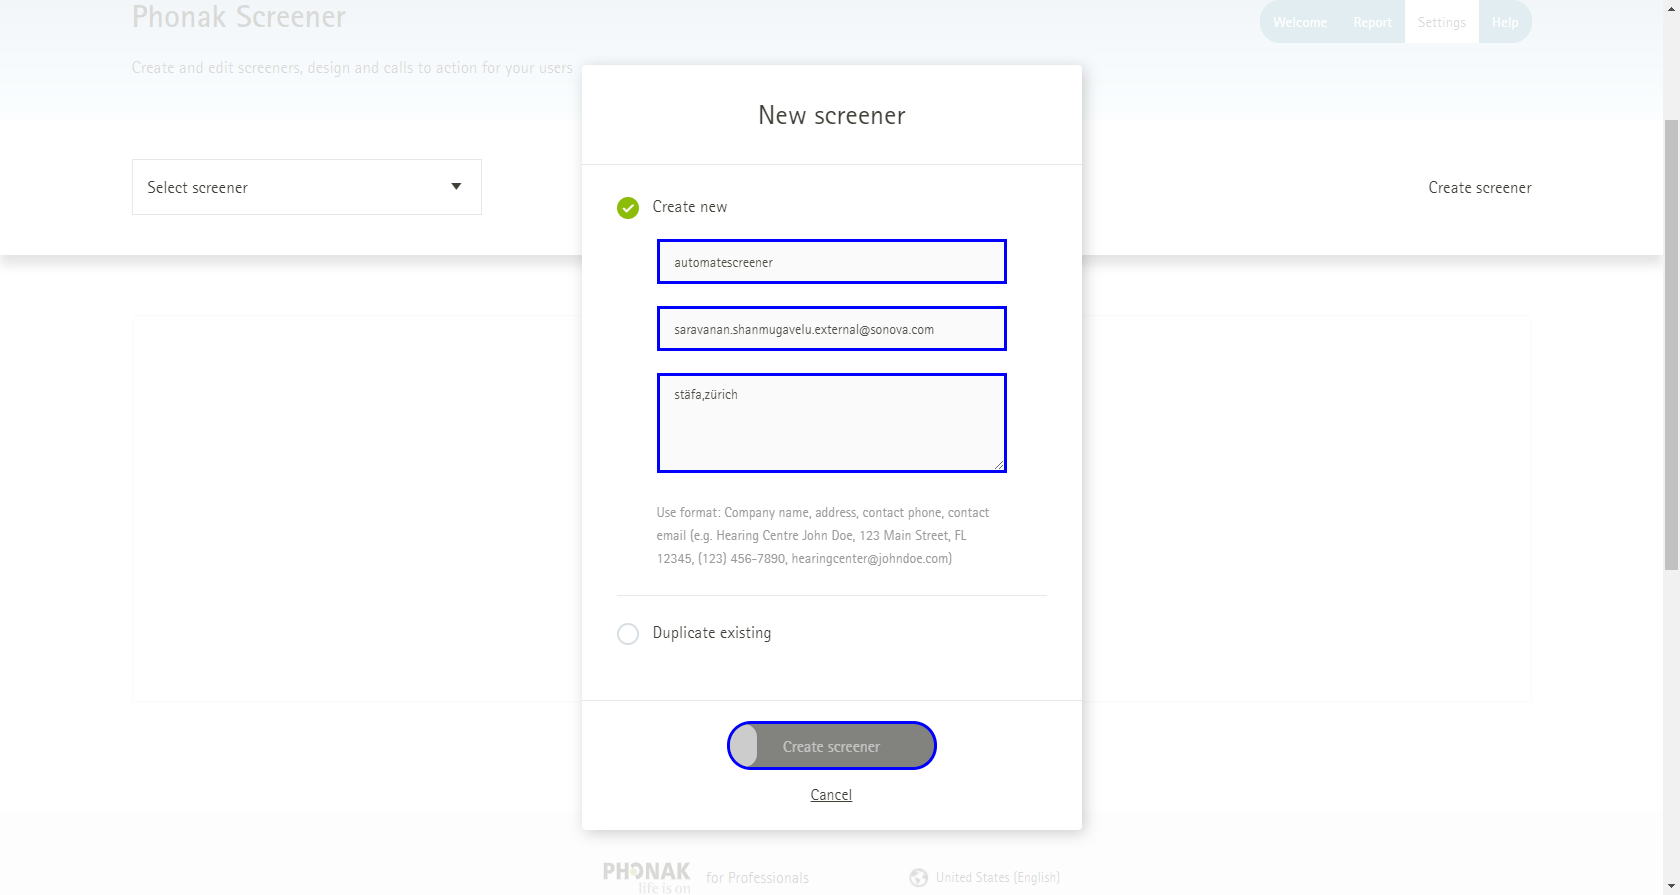 Phonak Screener
Welcome
Report
Settings
Help
Create and edit screeners, design and calls to action for your users
New screener
Select screener
Create screener
Create new
automatescreener
saravanan.shanmugavelu.external@sonova.com
stäfa,zürich
Use format: Company name, address, contact phone, contact
email (e.g. Hearing Centre John Doe, 123 Main Street, FL
12345, (123) 456-7890, hearingcenter@johndoe.com)
Duplicate existing
Create screener
Cancel
PHONAK
life is on
for Professionals
United States (English)